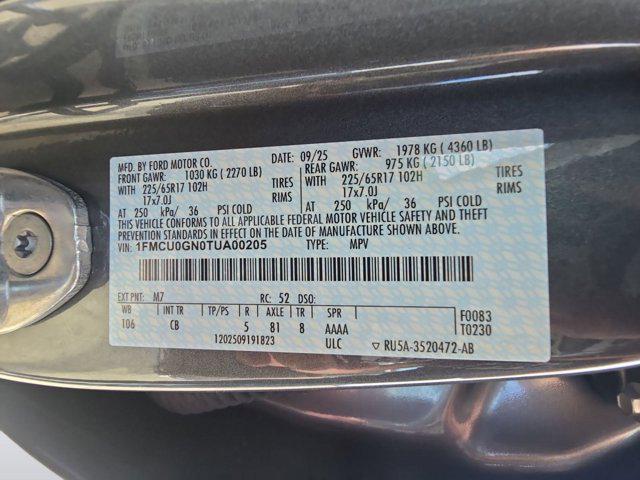 MFD. BY FORD MOTOR CO.
09/25 GVWR: 1978 KG ( 4360 LB)
FRONT GAWR: 1030 KG ( 2270 LB)
REAR GAWR: 975 KG ( 2150 LB)
WITH 225/65R17 102H TIRES
WITH 225/65R17 102H TIRES
17x7.0J RIMS
17x7.0J RIMS
AT 250 kPa/ 36 PSI COLD
AT 250 kPa/ 36 PSI COLD
THIS VEHICLE CONFORMS TO ALL APPLICABLE FEDERAL MOTOR VEHICLE SAFETY AND THEFT
PREVENTION STANDARDS IN EFFECT ON THE DATE OF MANUFACTURE SHOWN ABOVE.
VIN: 1FMCU0GN0TUA00205 TYPE: MPV
EXT PNT: M7 RC: 52 DSO:
WB INT TR TP/PS R AXLE TR SPR
106 CB 5 81 8 AAAA
F0083
T0230
1202509191823 ULC ▽ RU5A-3520472-AB